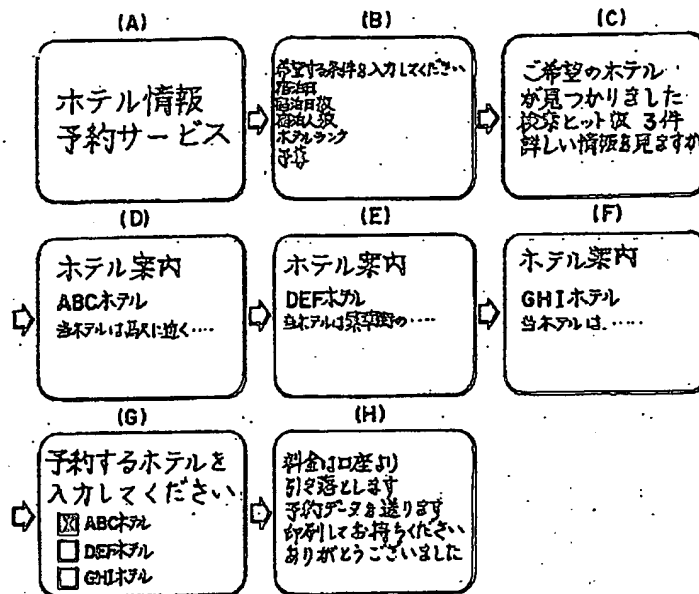 (A)
ホテル情報
予約サービス
(B)
希望する条件を入力してください
宿泊日
宿泊日数
宿泊人数
ホテルランク
予算
(C)
ご希望のホテル
が見つかりました
検索ヒット数 3件
詳しい情報を見ますか
(D)
ホテル案内
ABCホテル
当ホテルは駅に近く‥‥
(E)
ホテル案内
DEFホテル
当ホテルは繁華街の‥‥
(F)
ホテル案内
GHIホテル
当ホテルは‥‥‥
(G)
予約するホテルを
入力してください
ABCホテル
DEFホテル
GHIホテル
(H)
料金は口座より
引き落とします
予約データを送ります
印刷してお持ちください
ありがとうございました